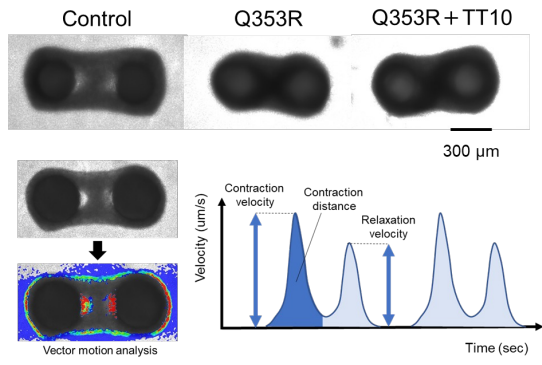 Control
Q353R
Q353R+TT10
300 μm
Contraction
velocity
Contraction
distance
Relaxation
velocity
Velocity (um/s)
Time (sec)
Vector motion analysis